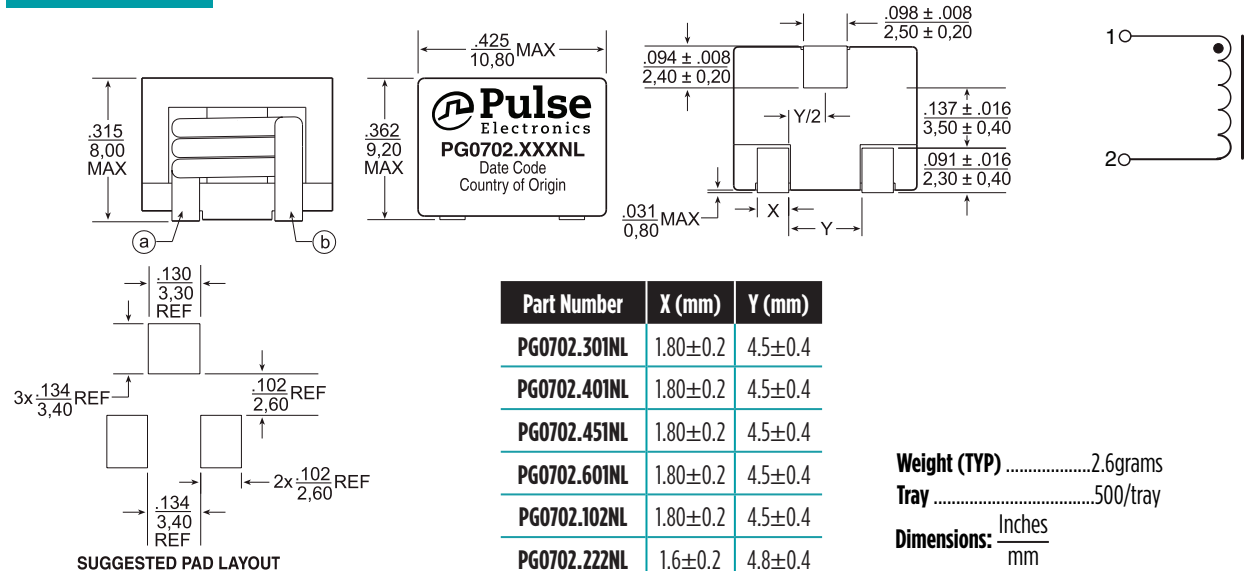 .315
8,00
MAX
a
b
.425
10,80 MAX
.362
9,20
MAX
Pulse
Electronics
PG0702.XXXNL
Date Code
Country of Origin
.098 ± .008
2,50 ± 0,20
.094 ± .008
2,40 ± 0,20
Y/2
.137 ± .016
3,50 ± 0,40
.091 ± .016
2,30 ± 0,40
.031
0,80 MAX
X
Y
1
2
.130
3,30
REF
3x .134
3,40 REF
.102
2,60 REF
2x .102
2,60 REF
.134
3,40
REF
SUGGESTED PAD LAYOUT
Part Number X (mm) Y (mm)
PG0702.301NL 1.80±0.2 4.5±0.4
PG0702.401NL 1.80±0.2 4.5±0.4
PG0702.451NL 1.80±0.2 4.5±0.4
PG0702.601NL 1.80±0.2 4.5±0.4
PG0702.102NL 1.80±0.2 4.5±0.4
PG0702.222NL 1.6±0.2 4.8±0.4
Weight (TYP) ...................2.6grams
Tray ....................................500/tray
Dimensions: Inches
mm